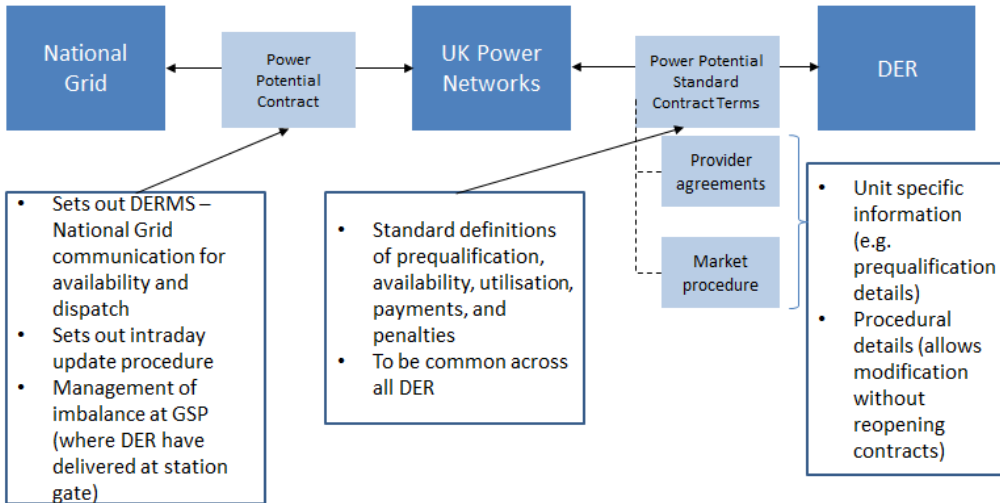 National
Grid
Power
Potential
Contract
UK Power
Networks
Power Potential
Standard
Contract Terms
DER
Provider
agreements
Market
procedure
• Sets out DERMS –
National Grid
communication for
availability and
dispatch
• Sets out intraday
update procedure
• Management of
imbalance at GSP
(where DER have
delivered at station
gate)
• Standard definitions
of prequalification,
availability, utilisation,
payments, and
penalties
• To be common across
all DER
• Unit specific
information
(e.g.
prequalification
details)
• Procedural
details (allows
modification
without
reopening
contracts)